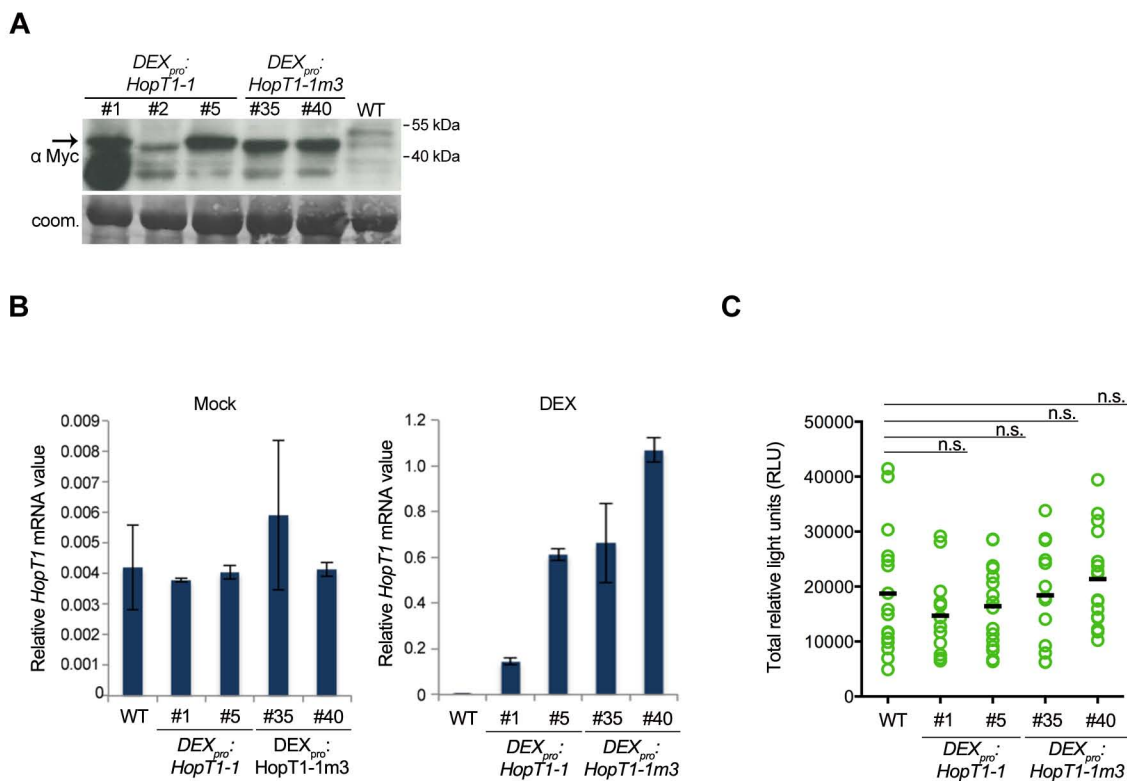 A
DEXpro:
HopT1-1
DEXpro:
HopT1-1m3
#1 #2 #5 #35 #40 WT
-55 kDa
α Myc
-40 kDa
coom.
B
C
Mock
DEX
Relative HopT1 mRNA value
0.009
0.008
0.007
0.006
0.005
0.004
0.003
0.002
0.001
0
WT #1 #5 #35 #40
DEXpro:
HopT1-1
DEXpro:
HopT1-1m3
Relative HopT1 mRNA value
1.2
1.0
0.8
0.6
0.4
0.2
0
WT #1 #5 #35 #40
DEXpro:
HopT1-1
DEXpro:
HopT1-1m3
n.s.
n.s.
n.s.
n.s.
Total relative light units (RLU)
50000
40000
30000
20000
10000
0
WT #1 #5 #35 #40
DEXpro:
HopT1-1
DEXpro:
HopT1-1m3